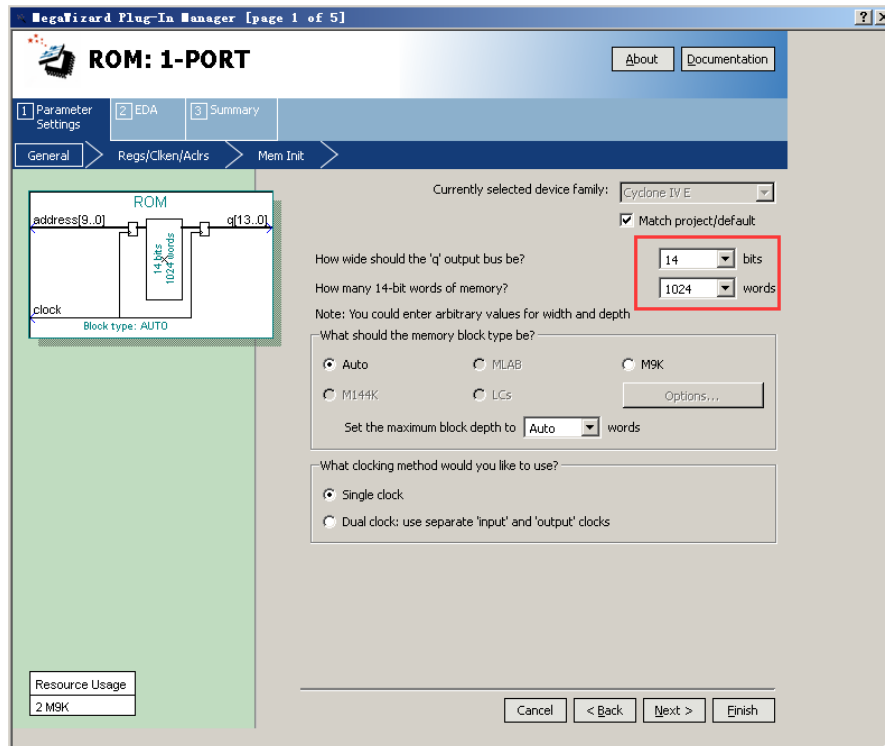 MegaWizard Plug-In Manager [page 1 of 5]
ROM: 1-PORT
About
Documentation
1 Parameter Settings
2 EDA
3 Summary
General
Regs/Clken/Aclrs
Mem Init
ROM
address[9..0]
q[13..0]
14 bits
1024 words
clock
Block type: AUTO
Currently selected device family:
Cyclone IV E
Match project/default
How wide should the 'q' output bus be?
14
bits
How many 14-bit words of memory?
1024
words
Note: You could enter arbitrary values for width and depth
What should the memory block type be?
Auto
MLAB
M9K
M144K
LCs
Options...
Set the maximum block depth to
Auto
words
What clocking method would you like to use?
Single clock
Dual clock: use separate 'input' and 'output' clocks
Resource Usage
2 M9K
Cancel
< Back
Next >
Finish